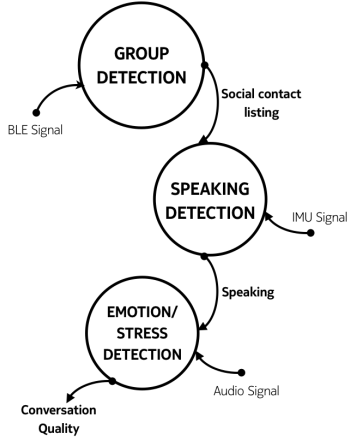 GROUP
DETECTION
BLE Signal
Social contact
listing
SPEAKING
DETECTION
IMU Signal
Speaking
EMOTION/
STRESS
DETECTION
Audio Signal
Conversation
Quality